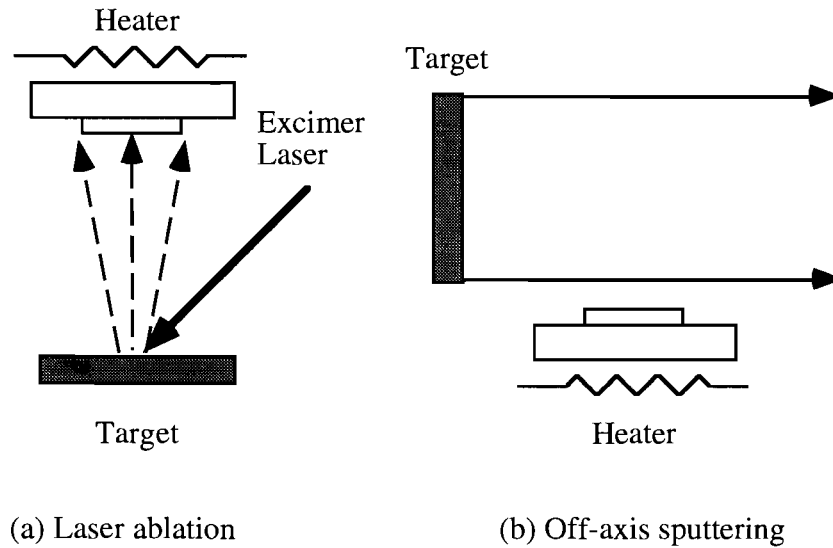 Heater
Excimer
Laser
Target
(a) Laser ablation
Target
Heater
(b) Off-axis sputtering